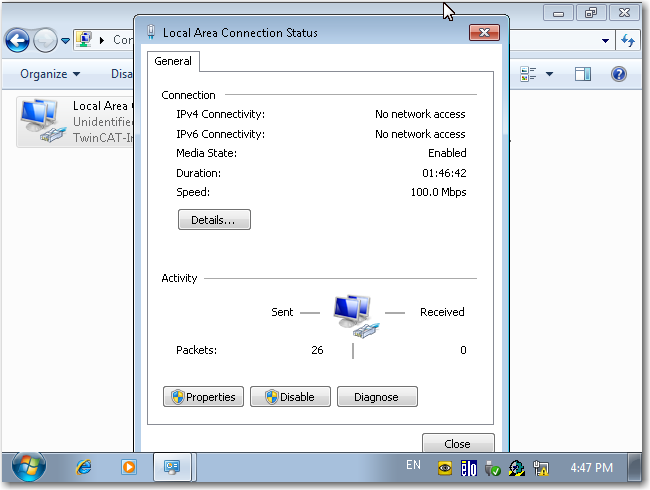 Local Area Connection Status
Con
Organize
Disa
General
Local Area C
Unidentified
TwinCAT-In
Connection
IPv4 Connectivity: No network access
IPv6 Connectivity: No network access
Media State: Enabled
Duration: 01:46:42
Speed: 100.0 Mbps
Details...
Activity
Sent Received
Packets: 26 0
Properties Disable Diagnose
Close
EN elo 4:47 PM